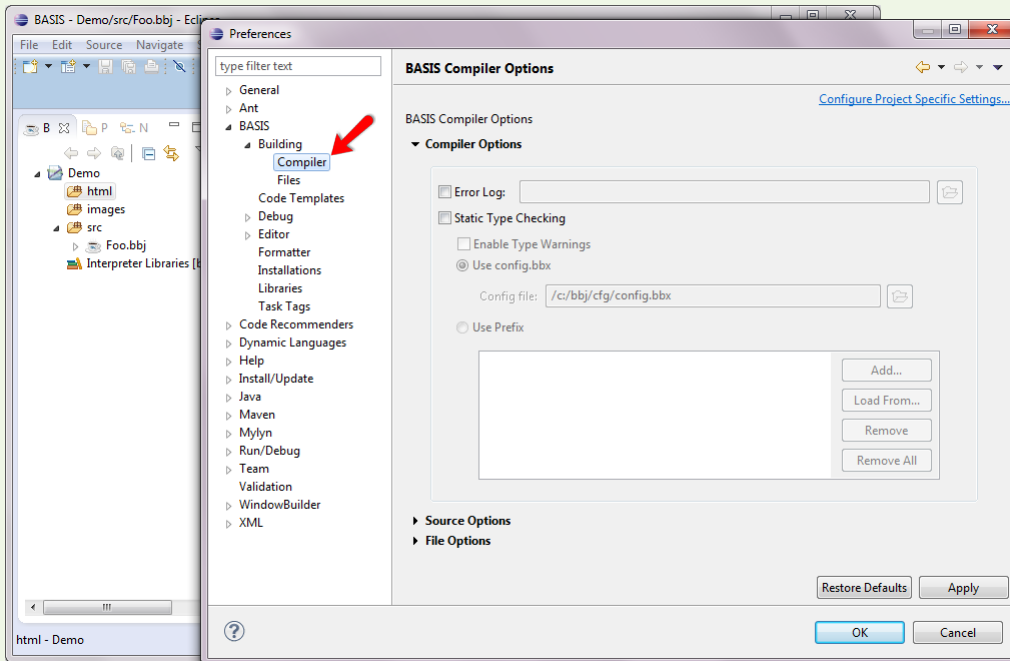 BASIS - Demo/src/Foo.bbj - Eclipse
File Edit Source Navigate
B P N
Demo
html
images
src
Foo.bbj
Interpreter Libraries [b
html - Demo
Preferences
type filter text
General
Ant
BASIS
Building
Compiler
Files
Code Templates
Debug
Editor
Formatter
Installations
Libraries
Task Tags
Code Recommenders
Dynamic Languages
Help
Install/Update
Java
Maven
Mylyn
Run/Debug
Team
Validation
WindowBuilder
XML
BASIS Compiler Options
Configure Project Specific Settings...
BASIS Compiler Options
Compiler Options
Error Log:
Static Type Checking
Enable Type Warnings
Use config.bbx
Config file: /c:/bbj/cfg/config.bbx
Use Prefix
Add...
Load From...
Remove
Remove All
Source Options
File Options
Restore Defaults Apply
OK Cancel